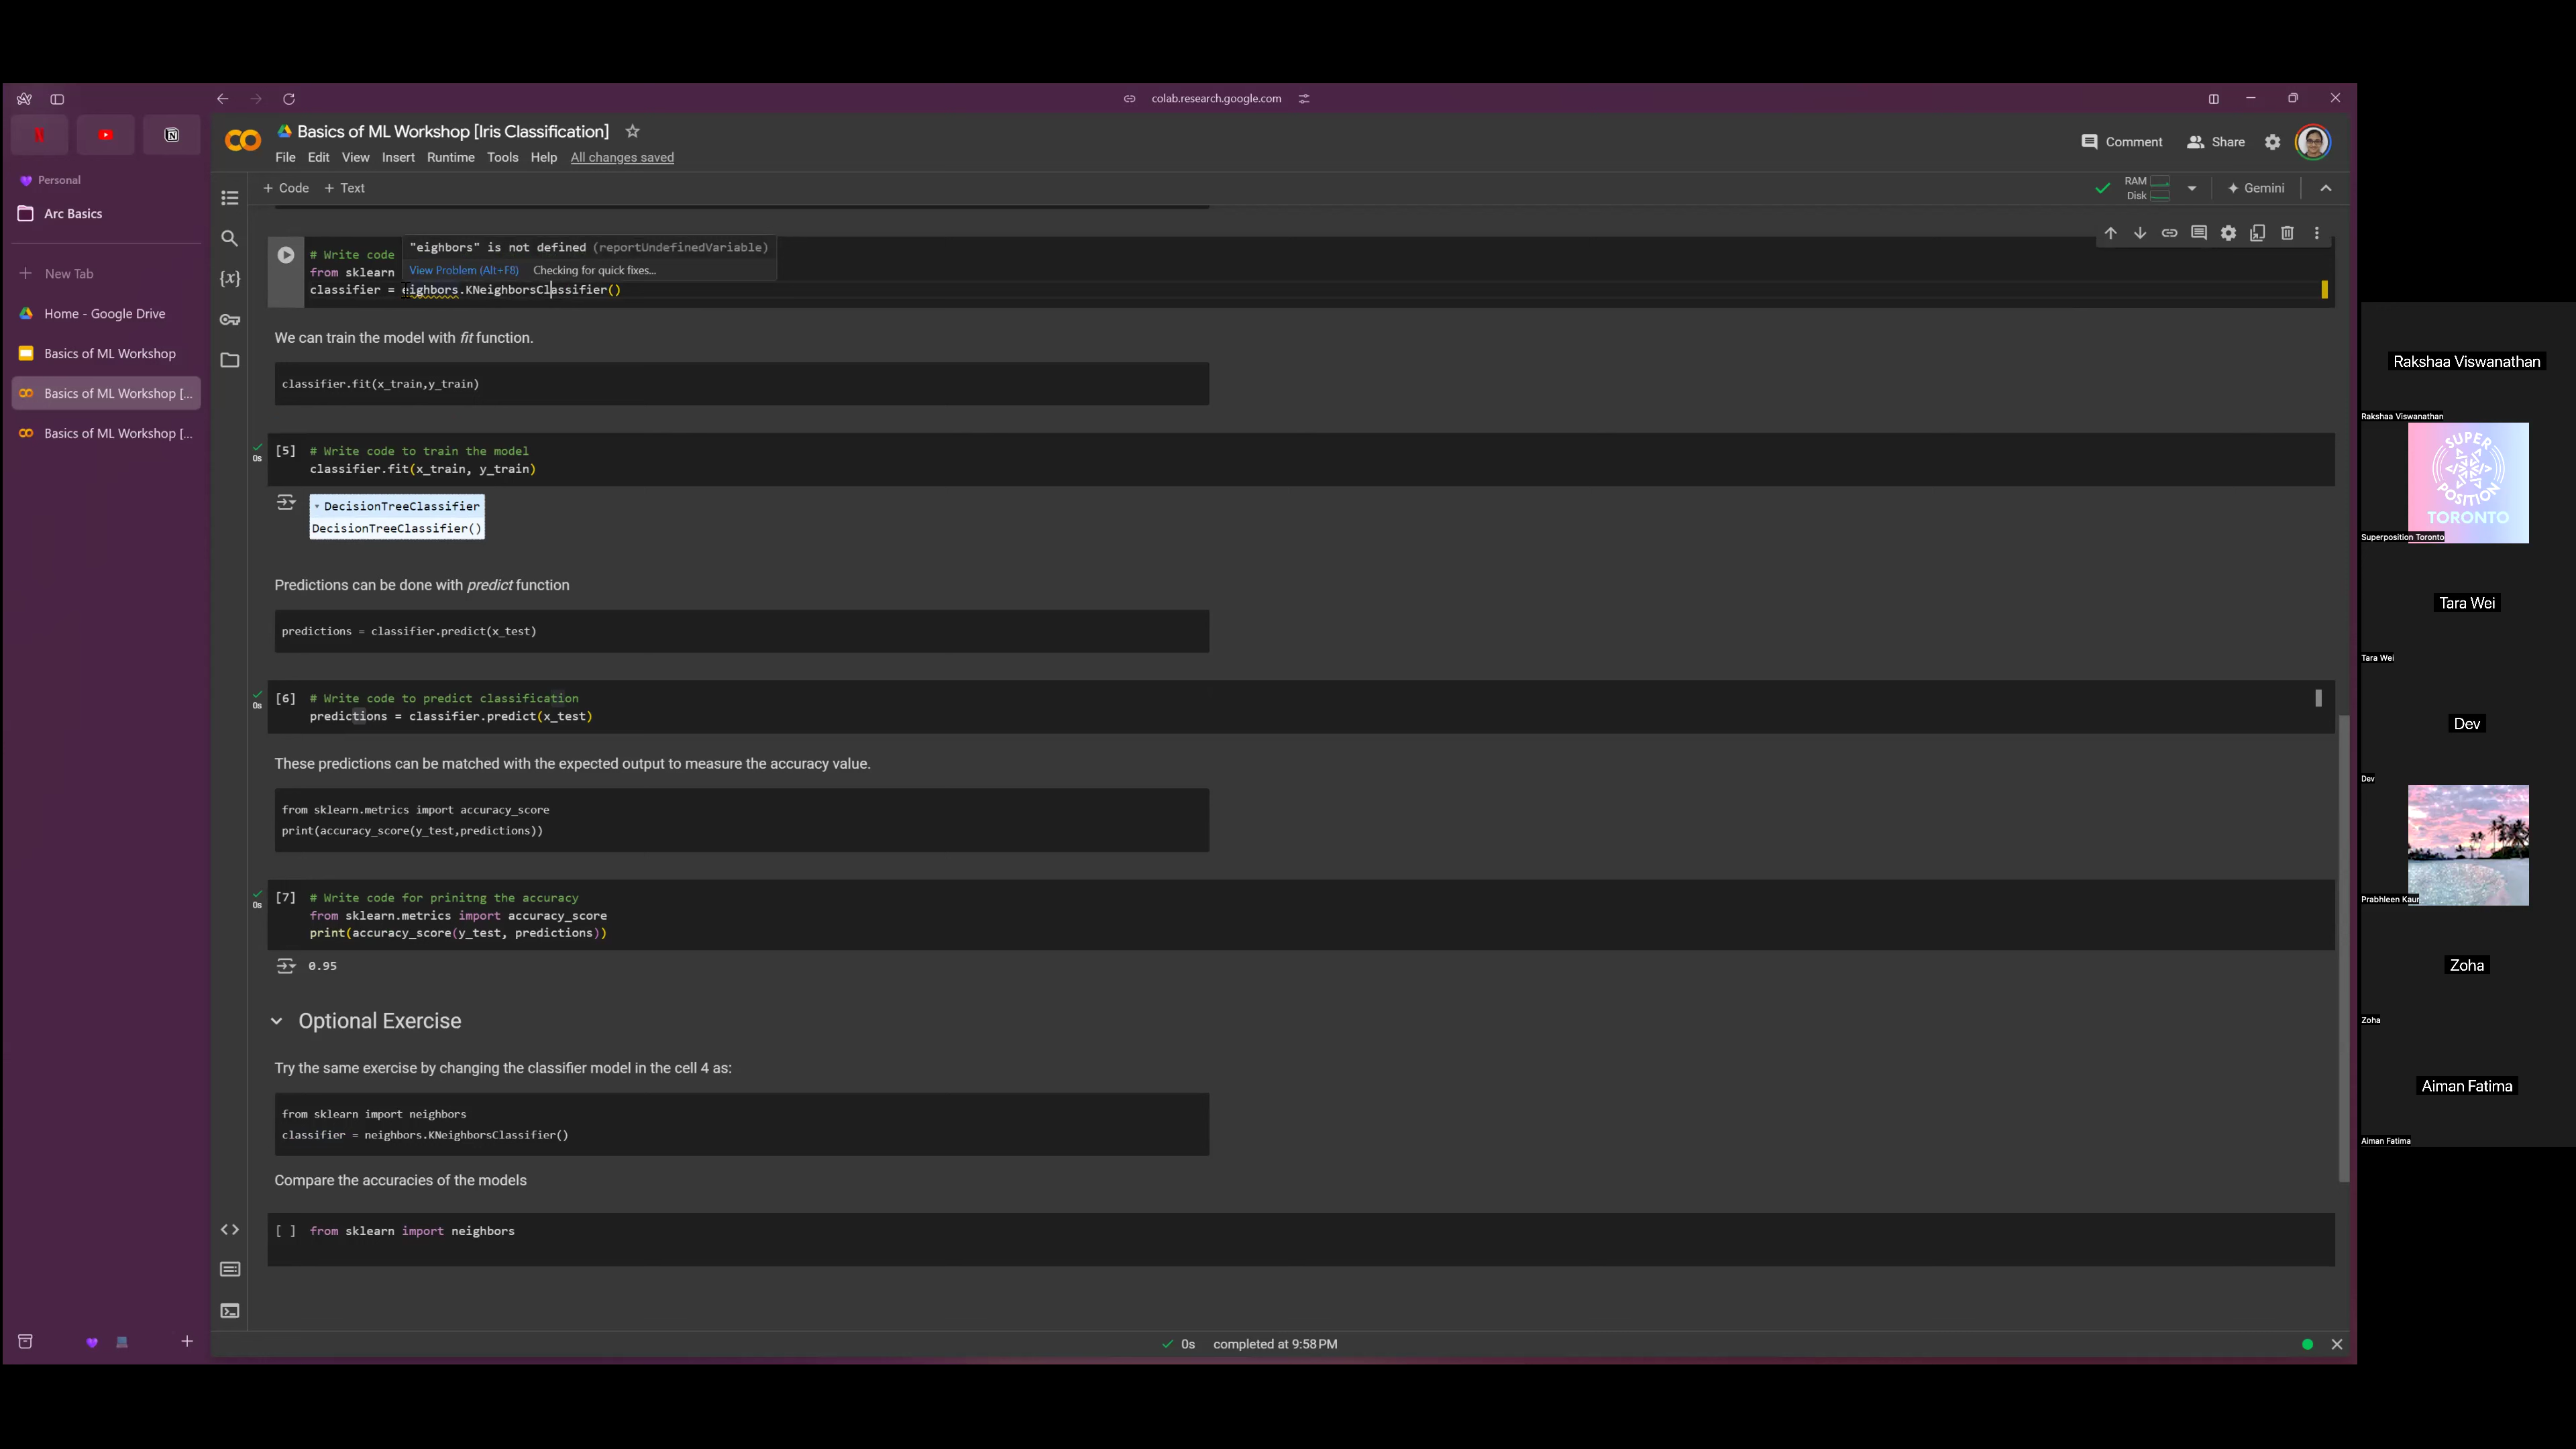 colab.research.google.com
Personal
Arc Basics
New Tab
Home - Google Drive
Basics of ML Workshop
Basics of ML Workshop [...
Basics of ML Workshop [...
Basics of ML Workshop [Iris Classification]
File Edit View Insert Runtime Tools Help All changes saved
Comment
Share
+ Code + Text
RAM
Disk
Gemini
"eighbors" is not defined (reportUndefinedVariable)
View Problem (Alt+F8) Checking for quick fixes...
# Write code
from sklearn
classifier = eighbors.KNeighborsClassifier()
We can train the model with fit function.
classifier.fit(x_train,y_train)
0s
[5] # Write code to train the model
classifier.fit(x_train, y_train)
DecisionTreeClassifier
DecisionTreeClassifier()
Predictions can be done with predict function
predictions = classifier.predict(x_test)
0s
[6] # Write code to predict classification
predictions = classifier.predict(x_test)
These predictions can be matched with the expected output to measure the accuracy value.
from sklearn.metrics import accuracy_score
print(accuracy_score(y_test,predictions))
0s
[7] # Write code for prinitng the accuracy
from sklearn.metrics import accuracy_score
print(accuracy_score(y_test, predictions))
0.95
Optional Exercise
Try the same exercise by changing the classifier model in the cell 4 as:
from sklearn import neighbors
classifier = neighbors.KNeighborsClassifier()
Compare the accuracies of the models
[ ] from sklearn import neighbors
0s completed at 9:58 PM
Rakshaa Viswanathan
Rakshaa Viswanathan
SUPER
POSITION
TORONTO
Superposition Toronto
Tara Wei
Tara Wei
Dev
Dev
Prabhleen Kaur
Zoha
Zoha
Aiman Fatima
Aiman Fatima